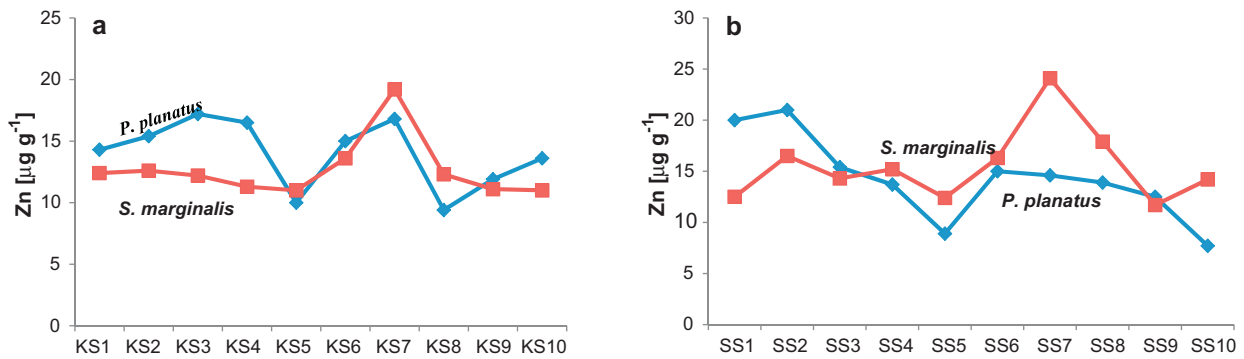 a
25
20
15
10
5
0
Zn [µg g-1]
P. planatus
S. marginalis
KS1 KS2 KS3 KS4 KS5 KS6 KS7 KS8 KS9 KS10
b
30
25
20
15
10
5
0
Zn [µg g-1]
S. marginalis
P. planatus
SS1 SS2 SS3 SS4 SS5 SS6 SS7 SS8 SS9 SS10